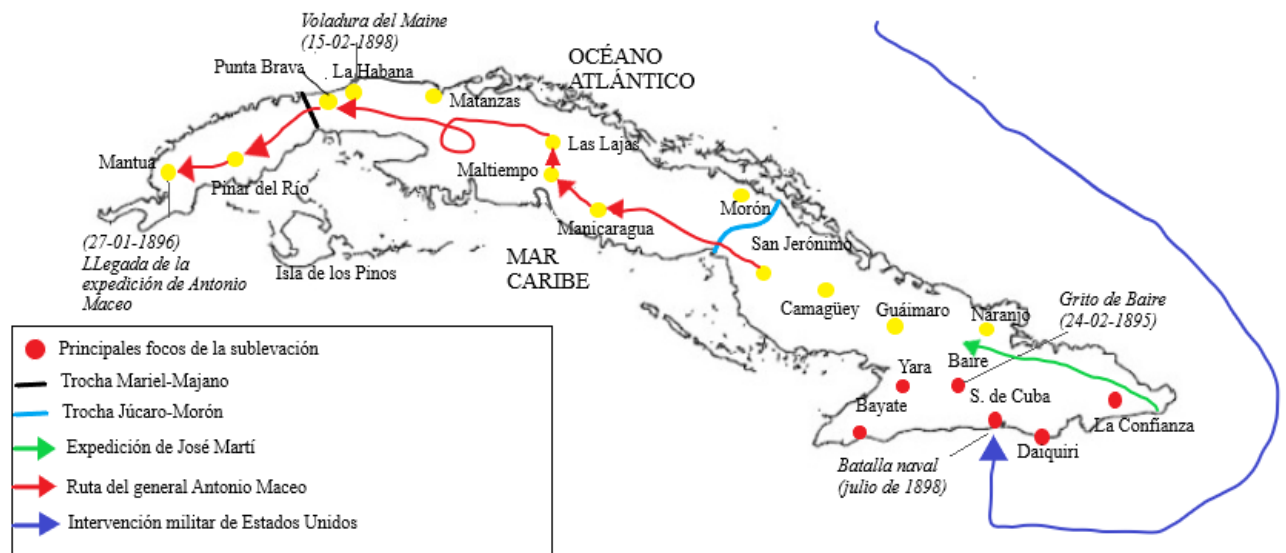 Voladura del Maine
(15-02-1898)
OCÉANO
ATLÁNTICO
Punta Brava
La Habana
Matanzas
Las Lajas
Mantua
Pinar del Río
Maltiempo
Morón
Manicaragua
San Jerónimo
(27-01-1896)
LLegada de la
expedición de Antonio
Maceo
Isla de los Pinos
MAR
CARIBE
Camagüey
Guáimaro
Naranjo
Grito de Baire
(24-02-1895)
Yara
Baire
Bayate
S. de Cuba
La Confíanza
Daiquiri
Batalla naval
(julio de 1898)
Principales focos de la sublevación
Trocha Mariel-Majano
Trocha Júcaro-Morón
Expedición de José Martí
Ruta del general Antonio Maceo
Intervención militar de Estados Unidos